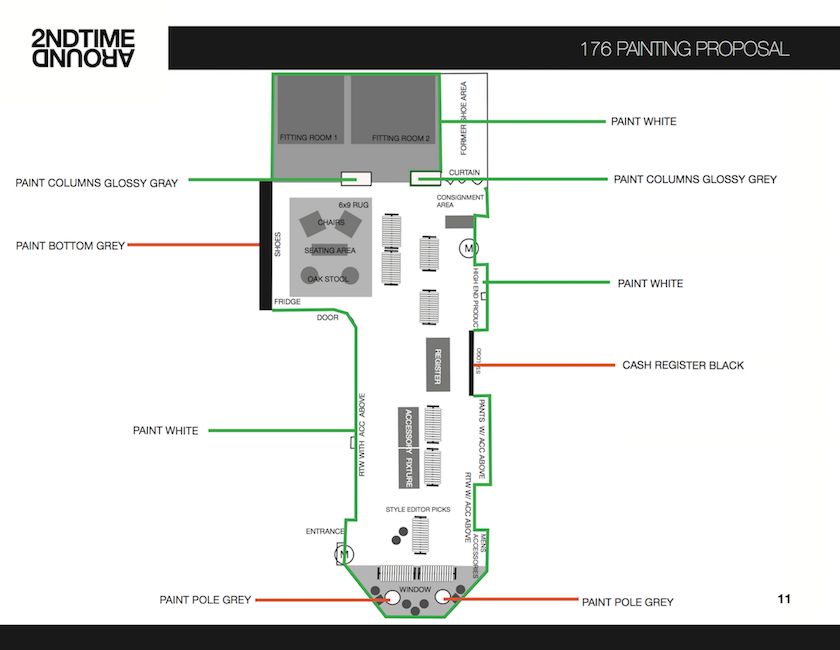 2NDTIME
AROUND
176 PAINTING PROPOSAL
FITTING ROOM 1
FITTING ROOM 2
FORMER SHOE AREA
PAINT WHITE
CURTAIN
PAINT COLUMNS GLOSSY GRAY
PAINT COLUMNS GLOSSY GREY
CONSIGNMENT
AREA
6x9 RUG
CHAIRS
SHOES
PAINT BOTTOM GREY
SEATING AREA
M
OAK STOOL
HIGH END PRODUCT
PAINT WHITE
FRIDGE
DOOR
REGISTER
CASH REGISTER BLACK
PAINT WHITE
RTW WITH ACC ABOVE
ACCESSORY FIXTURE
PANTS W/ ACC ABOVE
RTW W/ ACC ABOVE
STYLE EDITOR PICKS
ENTRANCE
M
MENS
ACCESSORIES
WINDOW
PAINT POLE GREY
PAINT POLE GREY
11